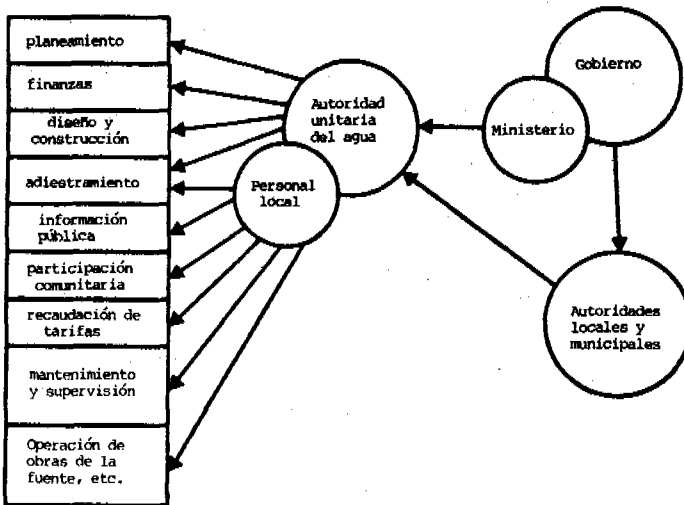 planeamiento
finanzas
diseño y
construcción
adiestramiento
información
pública
participación
comunitaria
recaudación de
tarifas
mantenimiento
y supervisión
Operación de
obras de la
fuente, etc.
Autoridad
unitaria
del agua
Personal
local
Gobierno
Ministerio
Autoridades
locales y
municipales